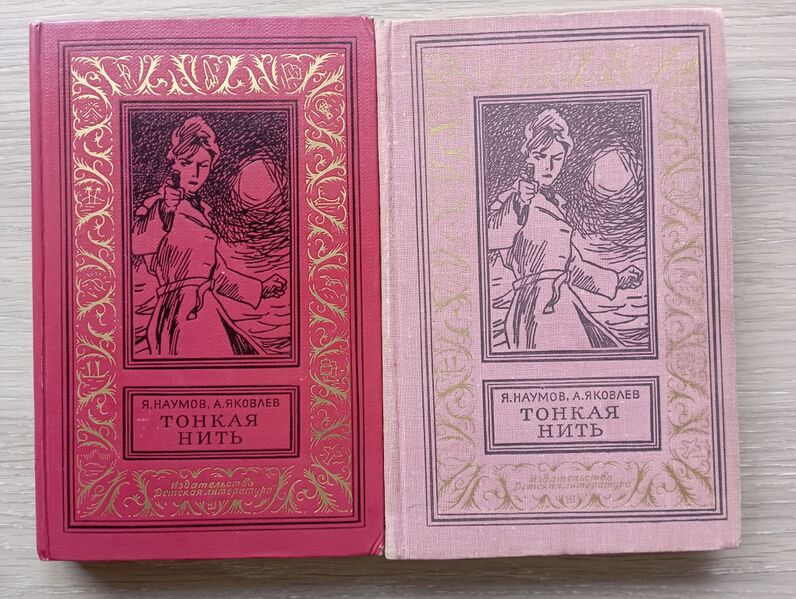 Я.НАУМОВ, А.ЯКОВЛЕВ
ТОНКАЯ
НИТЬ
Издательство
Детская литература
Я.НАУМОВ, А.ЯКОВЛЕВ
ТОНКАЯ
НИТЬ
Издательство
Детская литература